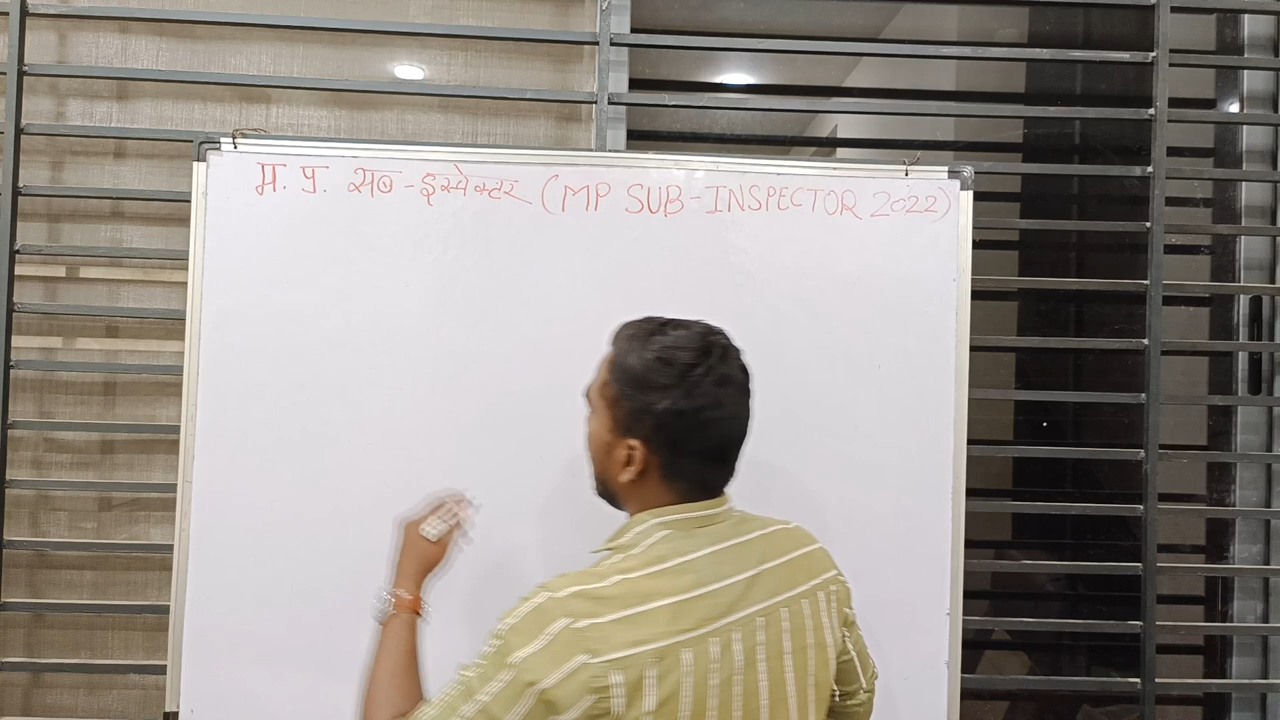 म. प्र. सब-इंस्पेक्टर (MP SUB-INSPECTOR 2022)